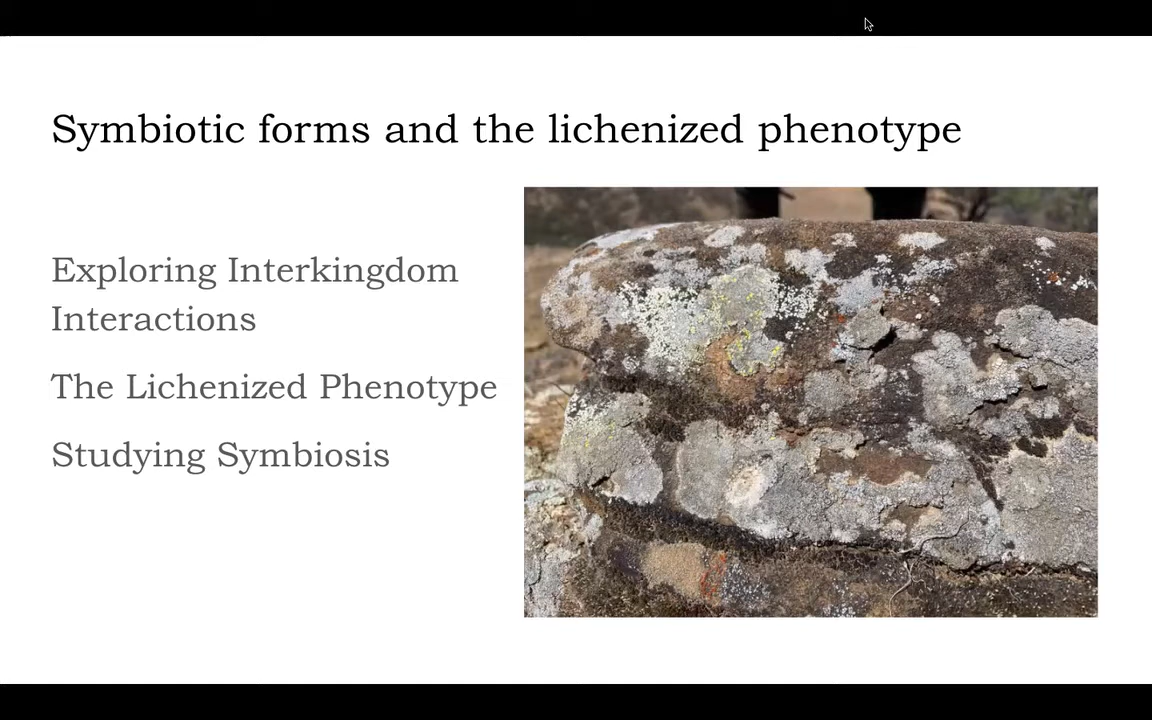 Symbiotic forms and the lichenized phenotype
Exploring Interkingdom
Interactions
The Lichenized Phenotype
Studying Symbiosis